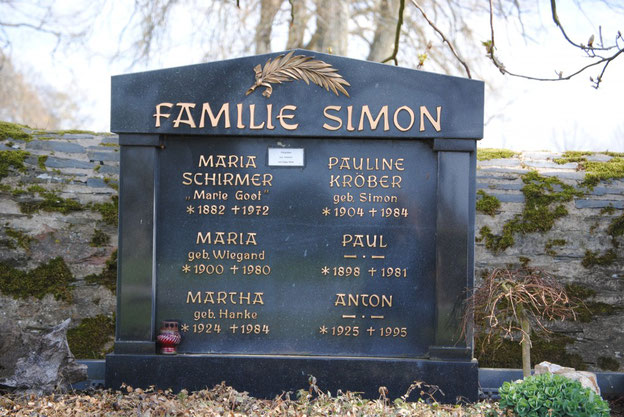 FAMILIE SIMON
MARIA
SCHIRMER
„Marie Goot"
*1882 +1972
PAULINE
KRÖBER
geb. Simon
*1904 +1984
MARIA
geb. Wiegand
*1900 +1980
PAUL
— · —
*1898 +1981
MARTHA
geb. Hanke
*1924 +1984
ANTON
— · —
*1925 +1995